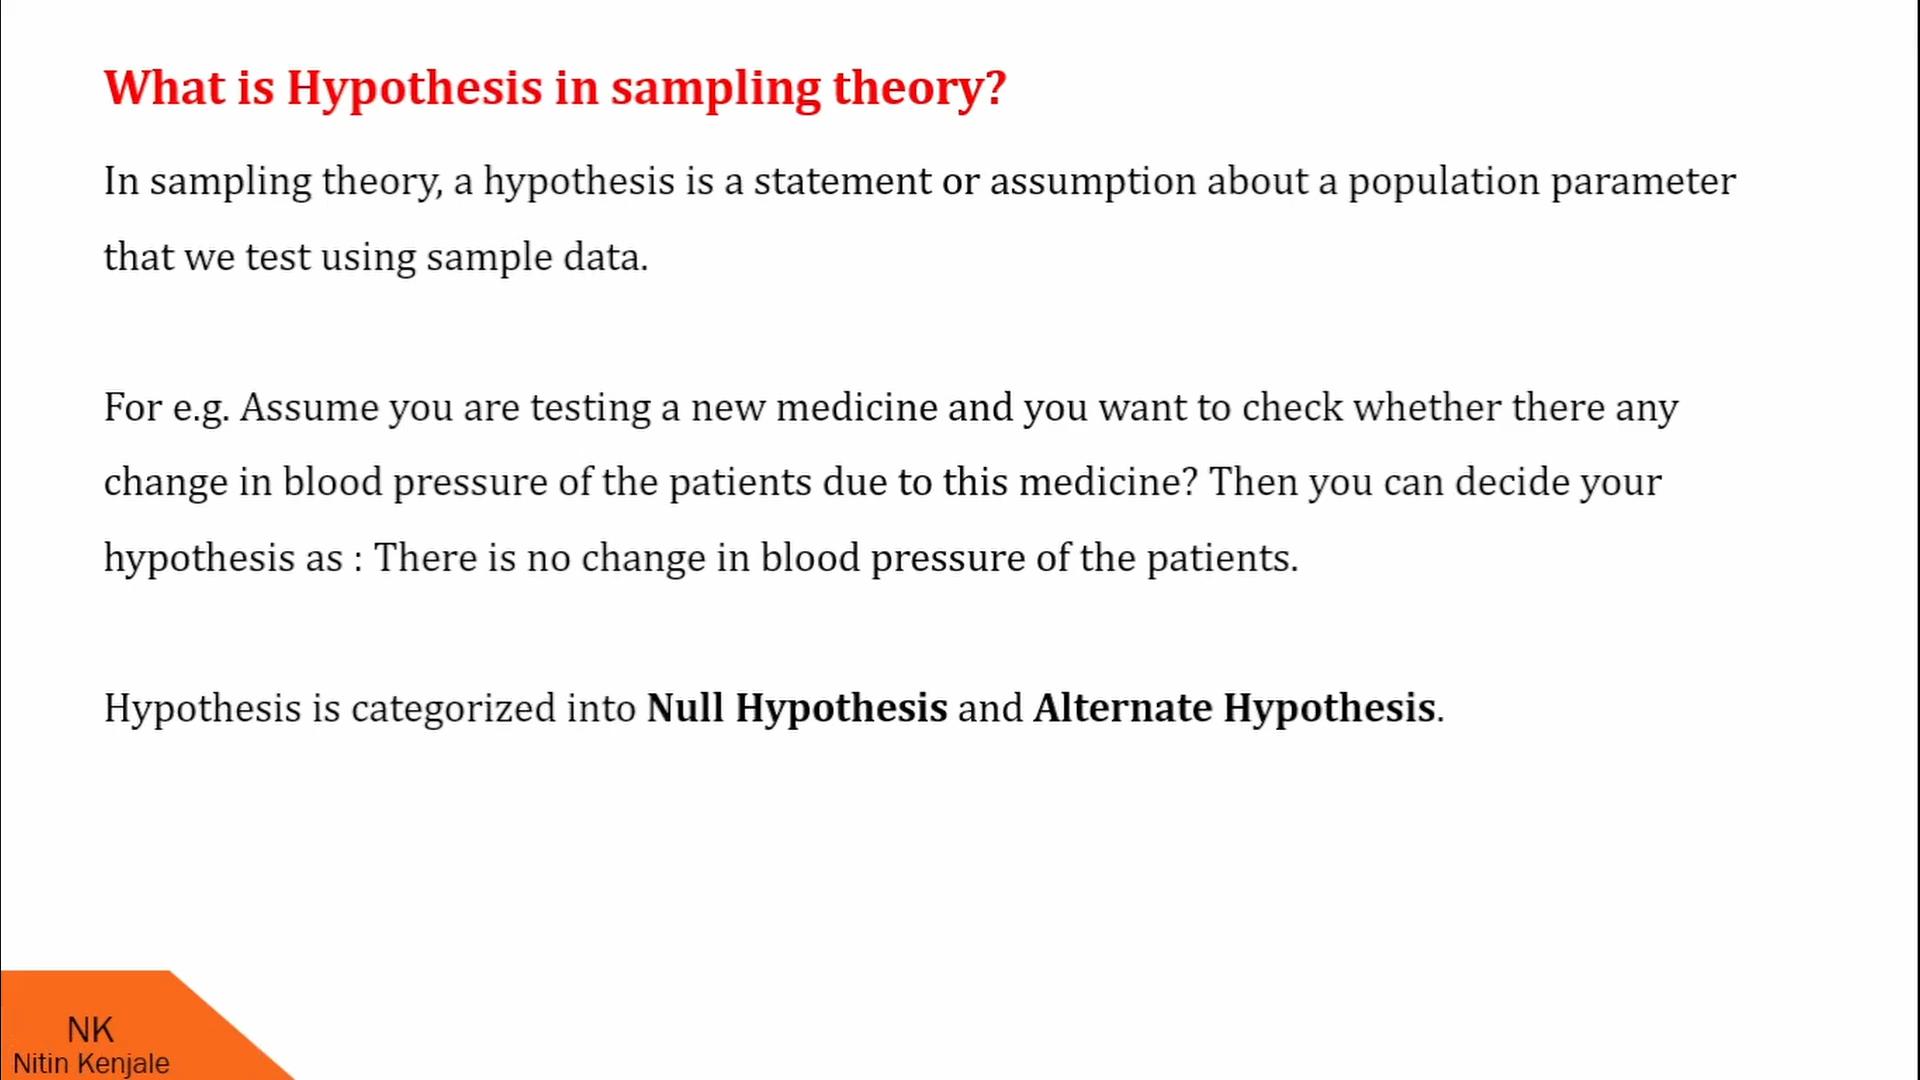 What is Hypothesis in sampling theory?
In sampling theory, a hypothesis is a statement or assumption about a population parameter
that we test using sample data.
For e.g. Assume you are testing a new medicine and you want to check whether there any
change in blood pressure of the patients due to this medicine? Then you can decide your
hypothesis as : There is no change in blood pressure of the patients.
Hypothesis is categorized into Null Hypothesis and Alternate Hypothesis.
NK
Nitin Kenjale